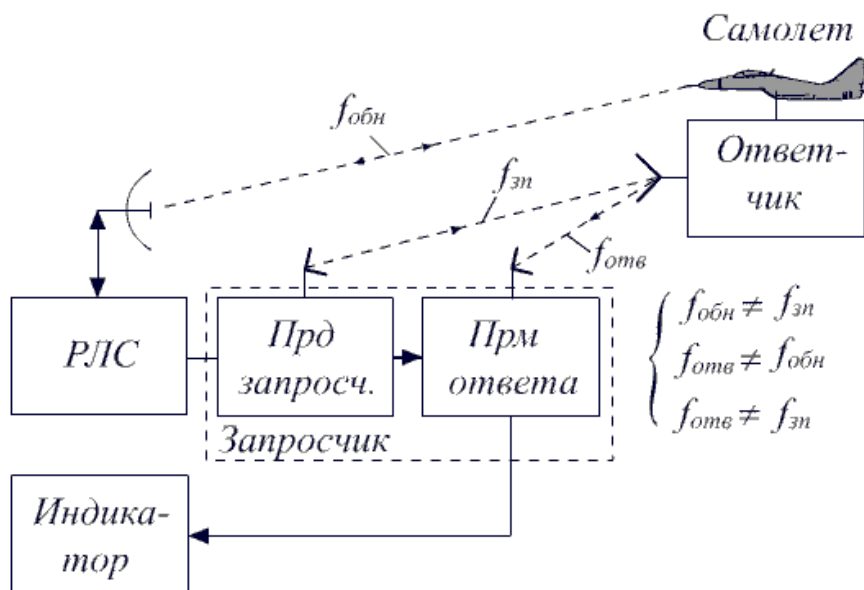 Самолет
fобн
Ответ-
чик
fзп
fотв
РЛС
Прд
запросч.
Прм
ответа
Запросчик
fобн ≠ fзп
fотв ≠ fобн
fотв ≠ fзп
Индика-
тор